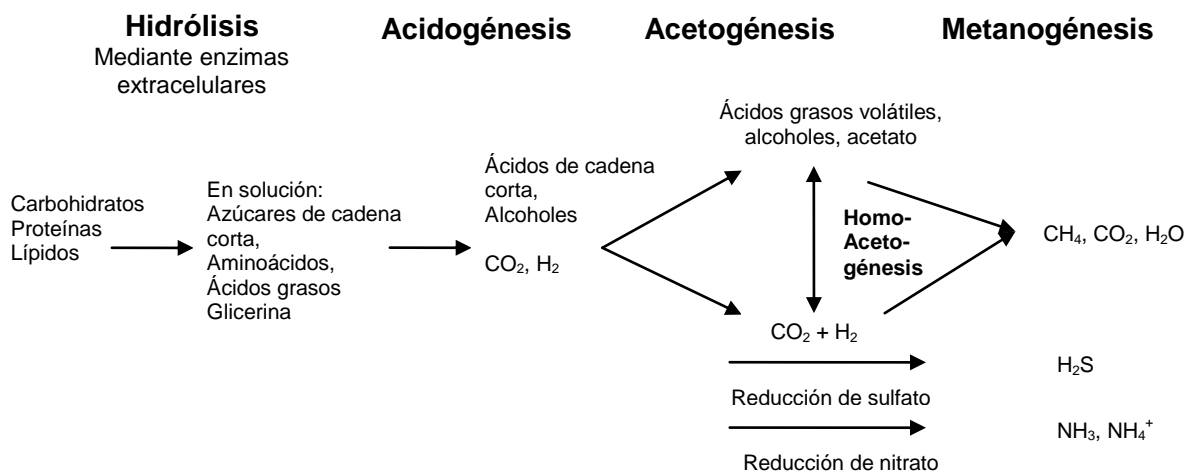 Hidrólisis
Mediante enzimas
extracelulares
Acidogénesis
Acetogénesis
Metanogénesis
Carbohidratos
Proteínas
Lípidos
En solución:
Azúcares de cadena
corta,
Aminoácidos,
Ácidos grasos
Glicerina
Ácidos de cadena
corta,
Alcoholes
CO₂, H₂
Ácidos grasos volátiles,
alcoholes, acetato
Homo-
Aceto-
génesis
CO₂ + H₂
CH₄, CO₂, H₂O
Reducción de sulfato
H₂S
Reducción de nitrato
NH₃, NH₄⁺